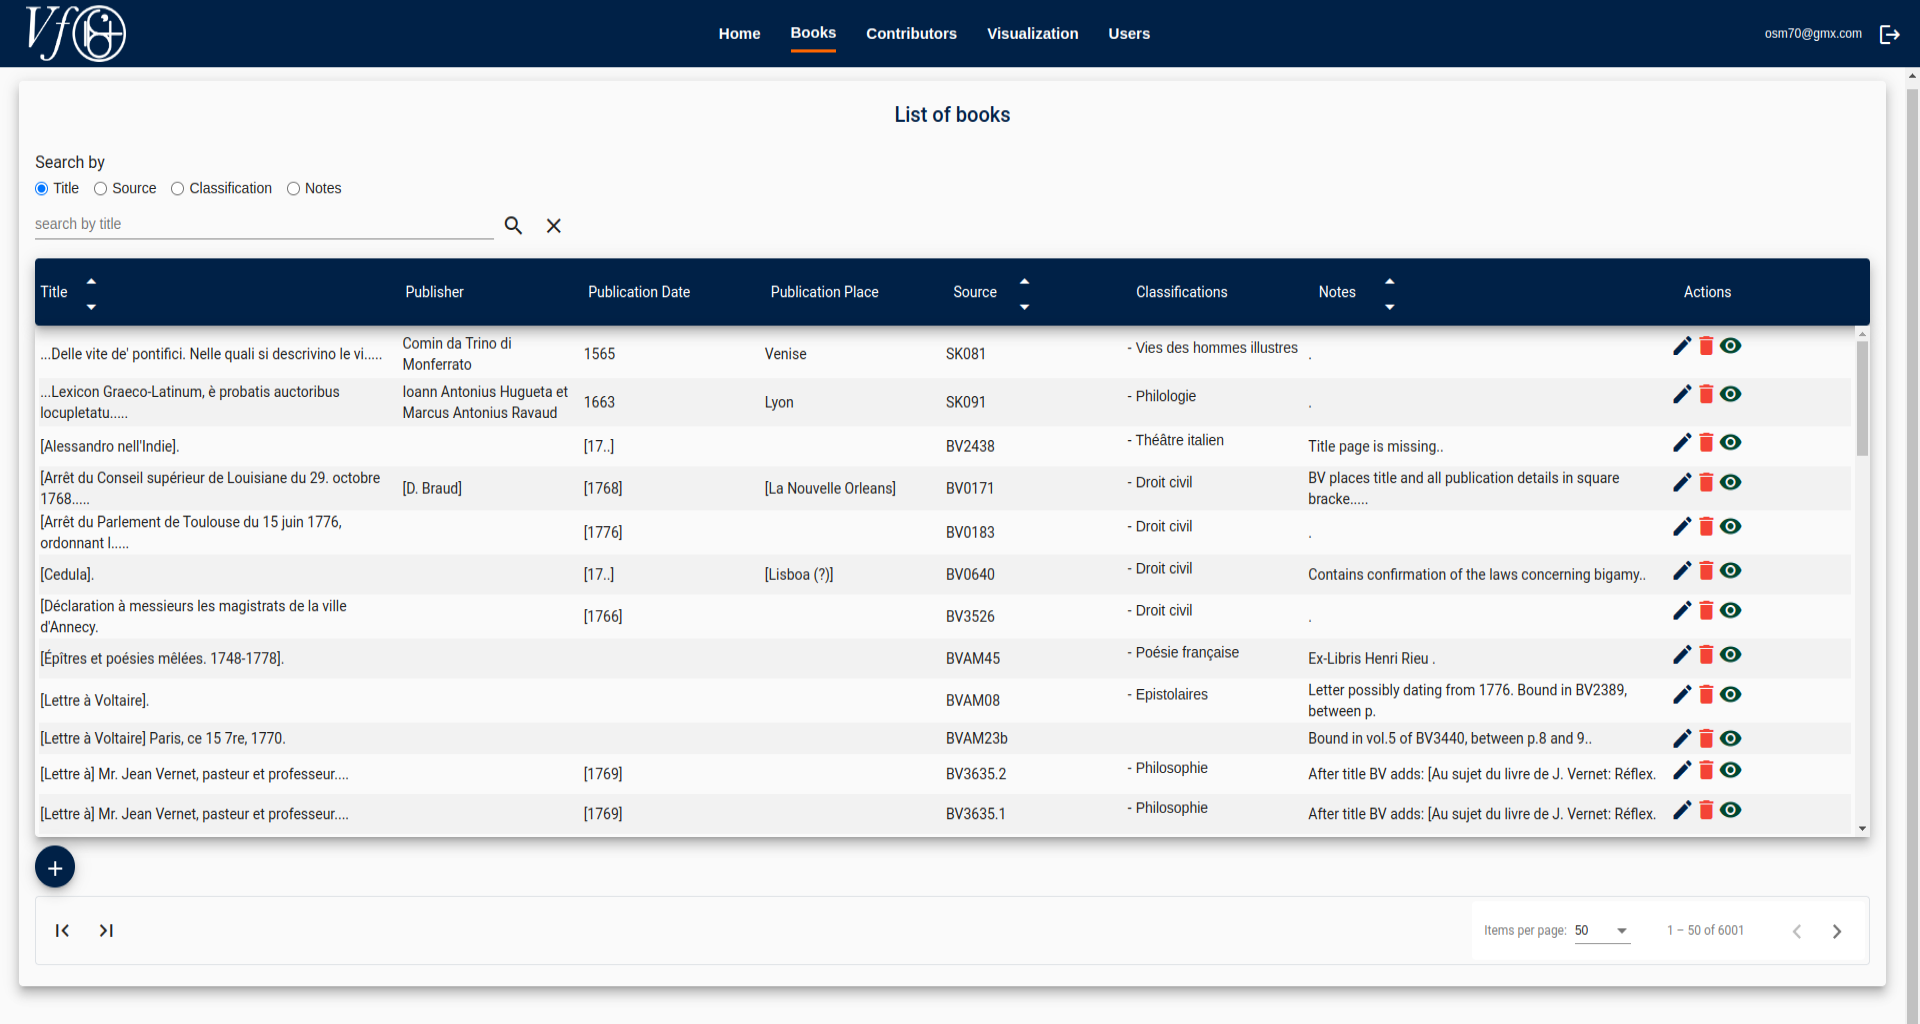 Vf
Home Books Contributors Visualization Users osm70@gmx.com
List of books
Search by
Title Source Classification Notes
search by title
Title Publisher Publication Date Publication Place Source Classifications Notes Actions
...Delle vite de' pontifici. Nelle quali si descrivino le vi..... Comin da Trino di Monferrato 1565 Venise SK081 - Vies des hommes illustres .
...Lexicon Graeco-Latinum, è probatis auctoribus locupletatu..... Ioann Antonius Hugueta et Marcus Antonius Ravaud 1663 Lyon SK091 - Philologie .
[Alessandro nell'Indie]. [17..] BV2438 - Théâtre italien Title page is missing..
[Arrêt du Conseil supérieur de Louisiane du 29. octobre 1768..... [D. Braud] [1768] [La Nouvelle Orleans] BV0171 - Droit civil BV places title and all publication details in square bracke.....
[Arrêt du Parlement de Toulouse du 15 juin 1776, ordonnant l..... [1776] BV0183 - Droit civil .
[Cedula]. [17..] [Lisboa (?)] BV0640 - Droit civil Contains confirmation of the laws concerning bigamy..
[Déclaration à messieurs les magistrats de la ville d'Annecy. [1766] BV3526 - Droit civil .
[Épîtres et poésies mêlées. 1748-1778]. BVAM45 - Poésie française Ex-Libris Henri Rieu .
[Lettre à Voltaire]. BVAM08 - Epistolaires Letter possibly dating from 1776. Bound in BV2389, between p.
[Lettre à Voltaire] Paris, ce 15 7re, 1770. BVAM23b Bound in vol.5 of BV3440, between p.8 and 9..
[Lettre à] Mr. Jean Vernet, pasteur et professeur.... [1769] BV3635.2 - Philosophie After title BV adds: [Au sujet du livre de J. Vernet: Réflex.
[Lettre à] Mr. Jean Vernet, pasteur et professeur.... [1769] BV3635.1 - Philosophie After title BV adds: [Au sujet du livre de J. Vernet: Réflex.
Items per page: 50 1 – 50 of 6001